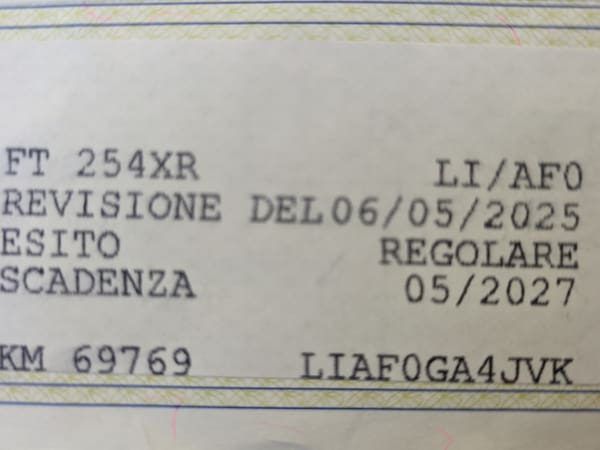 FT 254XR LI/AF0
REVISIONE DEL06/05/2025
ESITO REGOLARE
SCADENZA 05/2027
KM 69769 LIAF0GA4JVK